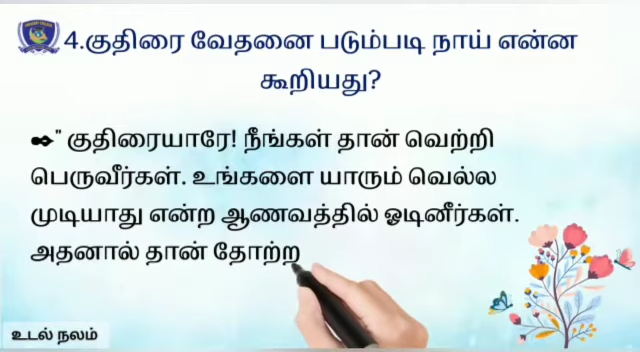 4.குதிரை வேதனை படும்படி நாய் என்ன
கூறியது?
✒" குதிரையாரே! நீங்கள் தான் வெற்றி
பெருவீர்கள். உங்களை யாரும் வெல்ல
முடியாது என்ற ஆணவத்தில் ஓடினீர்கள்.
அதனால் தான் தோற்ற
உடல் நலம்